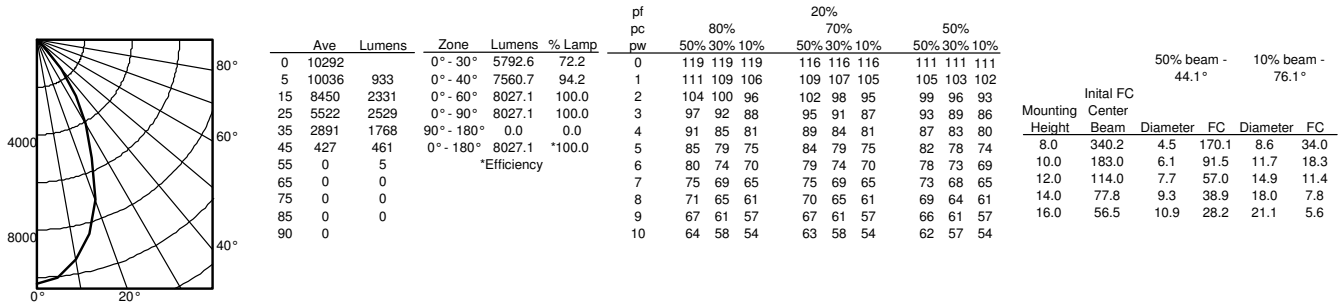 4000
8000
0°
20°
40°
60°
80°
Ave Lumens
0 10292
5 10036 933
15 8450 2331
25 5522 2529
35 2891 1768
45 427 461
55 0 5
65 0 0
75 0 0
85 0 0
90 0
Zone Lumens % Lamp
0°- 30° 5792.6 72.2
0°- 40° 7560.7 94.2
0°- 60° 8027.1 100.0
0°- 90° 8027.1 100.0
90°- 180° 0.0 0.0
0°- 180° 8027.1 *100.0
*Efficiency
pf 20%
pc 80% 70% 50%
pw 50% 30% 10% 50% 30% 10% 50% 30% 10%
0 119 119 119 116 116 116 111 111 111
1 111 109 106 109 107 105 105 103 102
2 104 100 96 102 98 95 99 96 93
3 97 92 88 95 91 87 93 89 86
4 91 85 81 89 84 81 87 83 80
5 85 79 75 84 79 75 82 78 74
6 80 74 70 79 74 70 78 73 69
7 75 69 65 75 69 65 73 68 65
8 71 65 61 70 65 61 69 64 61
9 67 61 57 67 61 57 66 61 57
10 64 58 54 63 58 54 62 57 54
50% beam - 10% beam -
44.1° 76.1°
Inital FC
Mounting Center
Height Beam Diameter FC Diameter FC
8.0 340.2 4.5 170.1 8.6 34.0
10.0 183.0 6.1 91.5 11.7 18.3
12.0 114.0 7.7 57.0 14.9 11.4
14.0 77.8 9.3 38.9 18.0 7.8
16.0 56.5 10.9 28.2 21.1 5.6